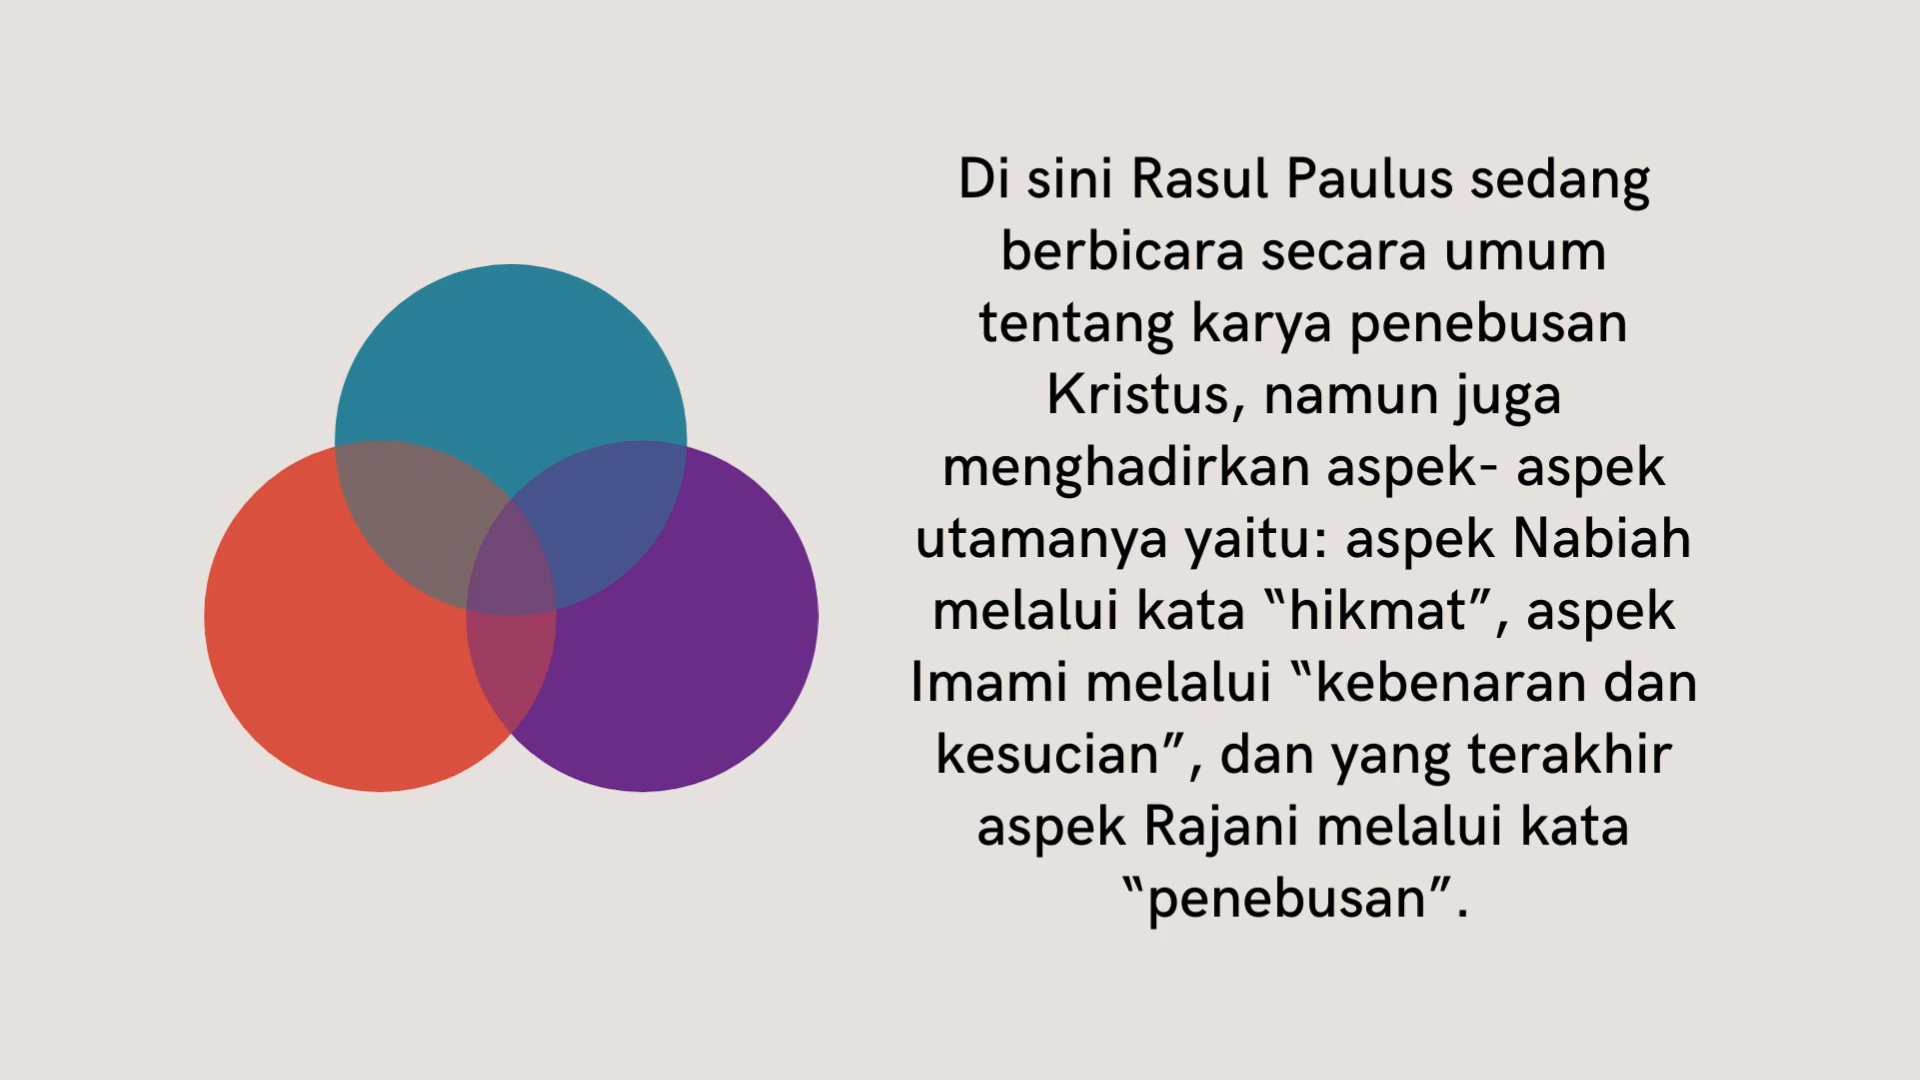 Di sini Rasul Paulus sedang
berbicara secara umum
tentang karya penebusan
Kristus, namun juga
menghadirkan aspek- aspek
utamanya yaitu: aspek Nabiah
melalui kata “hikmat”, aspek
Imami melalui “kebenaran dan
kesucian”, dan yang terakhir
aspek Rajani melalui kata
“penebusan”.